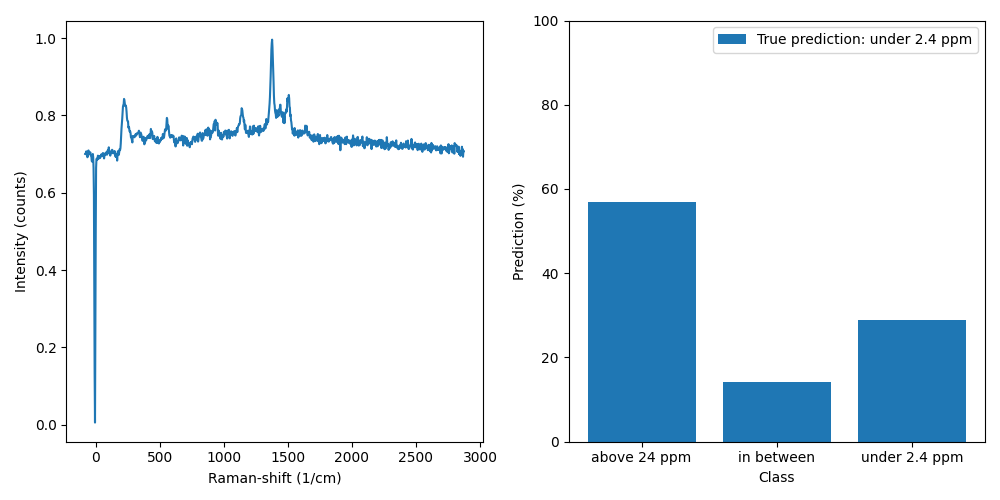 1.0
0.8
0.6
0.4
0.2
0.0
Intensity (counts)
0
500
1000
1500
2000
2500
3000
Raman-shift (1/cm)
100
80
60
40
20
0
Prediction (%)
True prediction: under 2.4 ppm
above 24 ppm
in between
under 2.4 ppm
Class